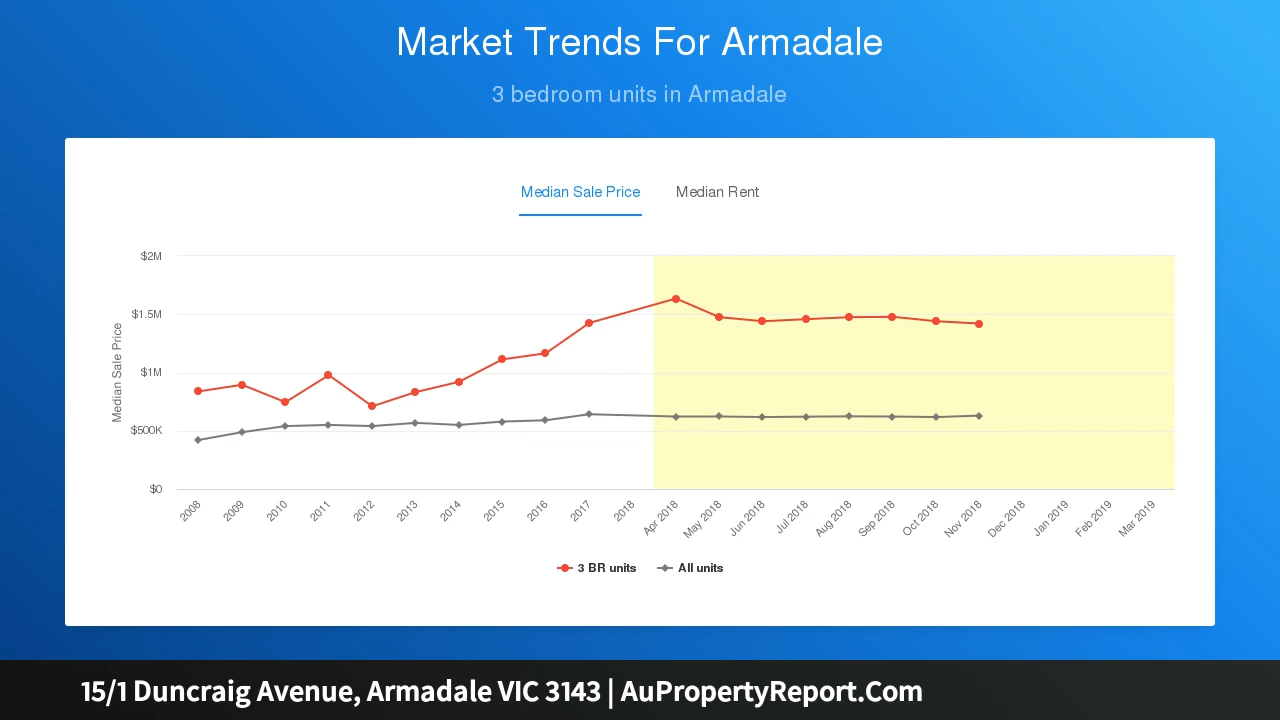 Market Trends For Armadale
3 bedroom units in Armadale
Median Sale Price
Median Rent
Median Sale Price
$2M
$1.5M
$1M
$500K
$0
2008
2009
2010
2011
2012
2013
2014
2015
2016
2017
2018
Apr 2018
May 2018
Jun 2018
Jul 2018
Aug 2018
Sep 2018
Oct 2018
Nov 2018
Dec 2018
Jan 2019
Feb 2019
Mar 2019
3 BR units
All units
15/1 Duncraig Avenue, Armadale VIC 3143 | AuPropertyReport.Com